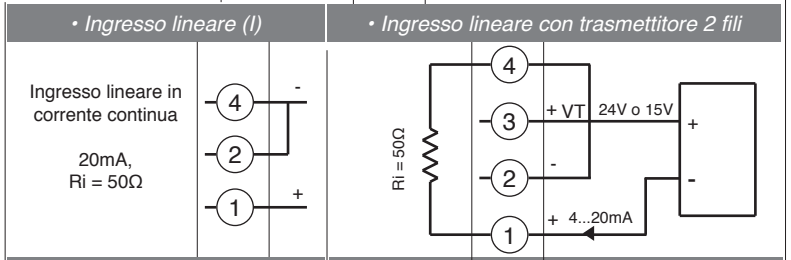 • Ingresso lineare (I)
• Ingresso lineare con trasmettitore 2 fili
Ingresso lineare in
corrente continua
20mA,
Ri = 50Ω
4
-
2
1
+
Ri = 50Ω
4
3
+ VT
24V o 15V
+
2
-
-
1
+
4...20mA